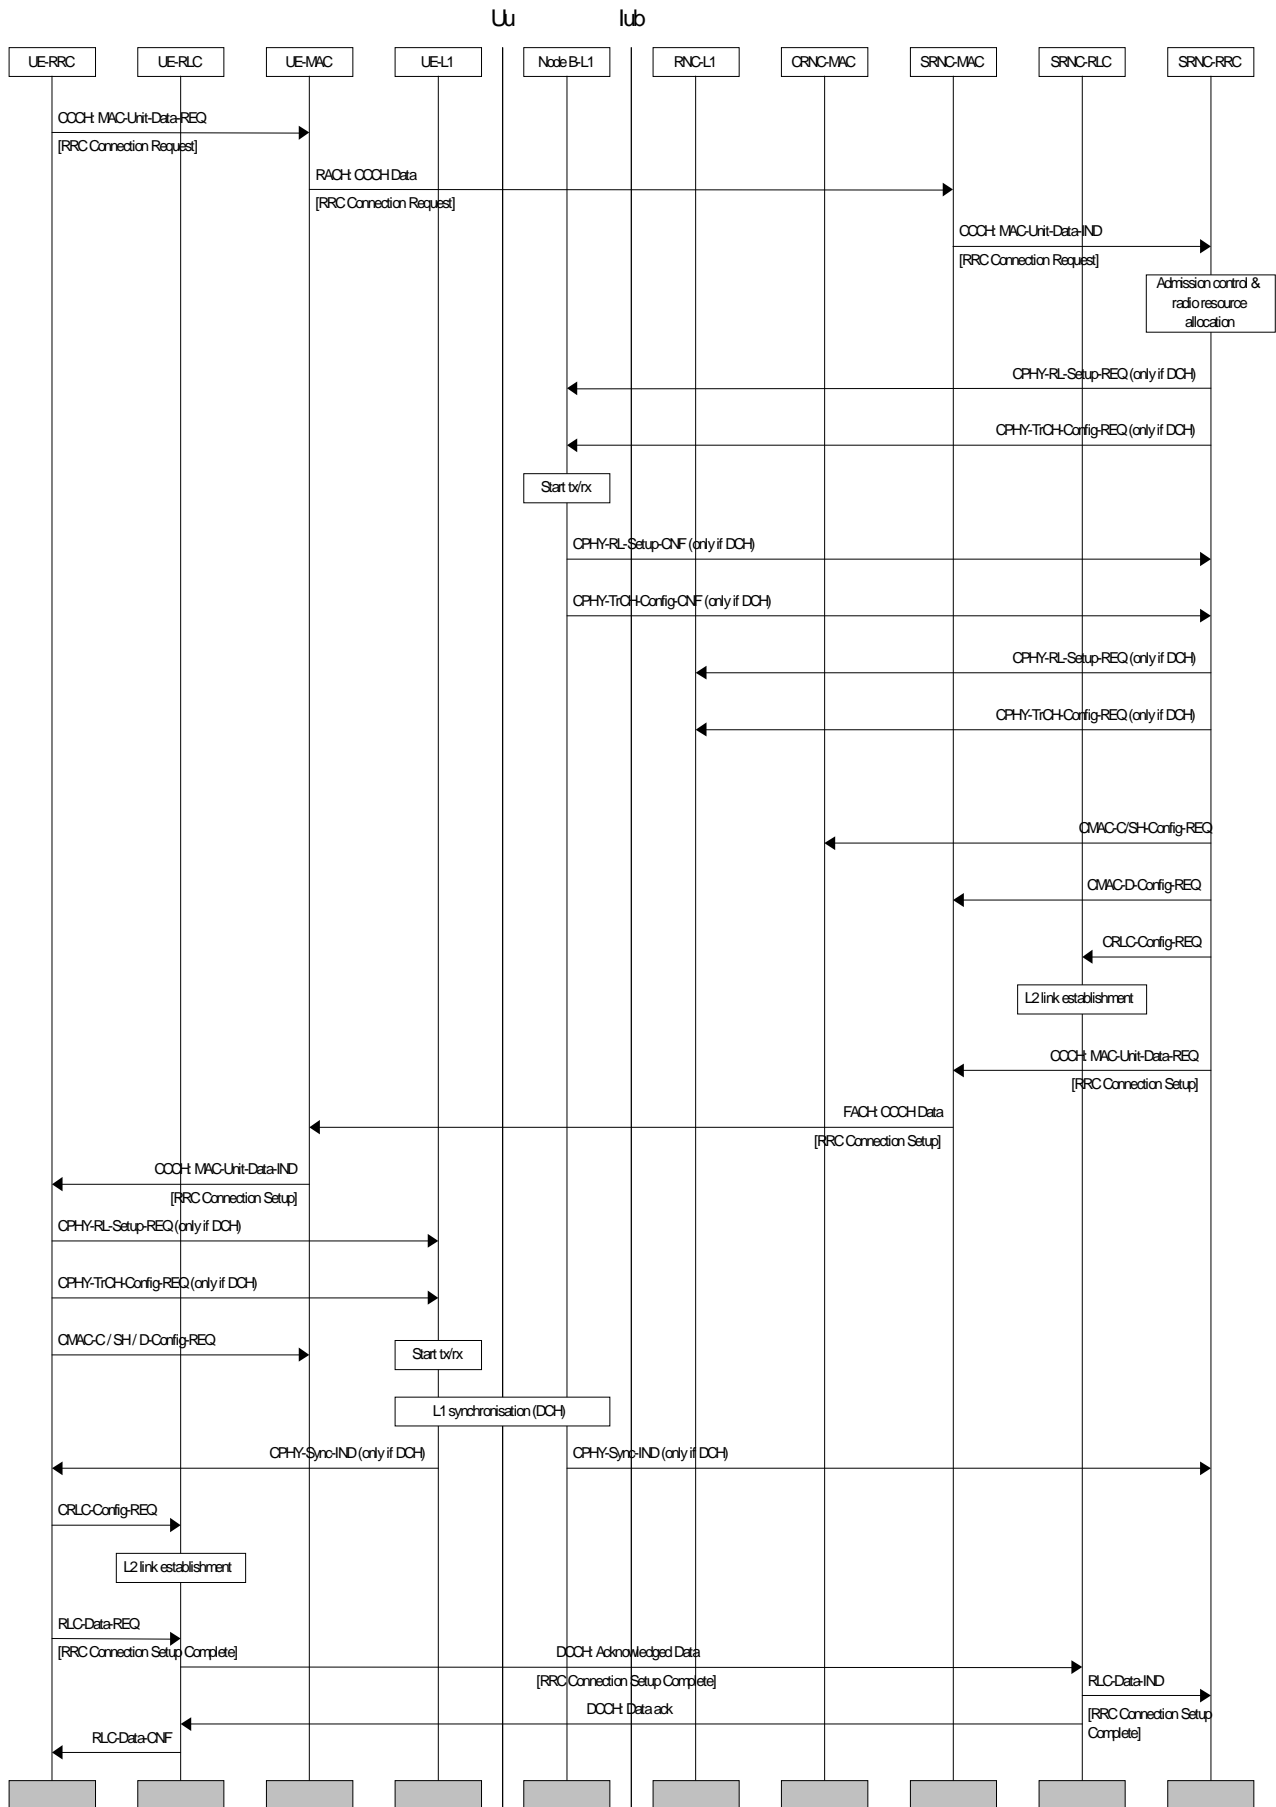 Uu
Iub
UE-RRC
UE-RLC
UE-MAC
UE-L1
Node B-L1
RNC-L1
CRNC-MAC
SRNC-MAC
SRNC-RLC
SRNC-RRC
CCCH: MAC-Unit-Data-REQ
[RRC Connection Request]
RACH: CCCH Data
[RRC Connection Request]
CCCH: MAC-Unit-Data-IND
[RRC Connection Request]
Admission control &
radio resource
allocation
CPHY-RL-Setup-REQ (only if DCH)
CPHY-TrCH-Config-REQ (only if DCH)
Start tx/rx
CPHY-RL-Setup-CNF (only if DCH)
CPHY-TrCH-Config-CNF (only if DCH)
CPHY-RL-Setup-REQ (only if DCH)
CPHY-TrCH-Config-REQ (only if DCH)
CMAC-C/SH-Config-REQ
CMAC-D-Config-REQ
CRLC-Config-REQ
L2 link establishment
CCCH: MAC-Unit-Data-REQ
[RRC Connection Setup]
FACH: CCCH Data
[RRC Connection Setup]
CCCH: MAC-Unit-Data-IND
[RRC Connection Setup]
CPHY-RL-Setup-REQ (only if DCH)
CPHY-TrCH-Config-REQ (only if DCH)
CMAC-C / SH / D-Config-REQ
Start tx/rx
L1 synchronisation (DCH)
CPHY-Sync-IND (only if DCH)
CPHY-Sync-IND (only if DCH)
CRLC-Config-REQ
L2 link establishment
RLC-Data-REQ
[RRC Connection Setup Complete]
DCCH: Acknowledged Data
[RRC Connection Setup Complete]
RLC-Data-IND
[RRC Connection Setup
Complete]
DCCH: Data ack
RLC-Data-CNF